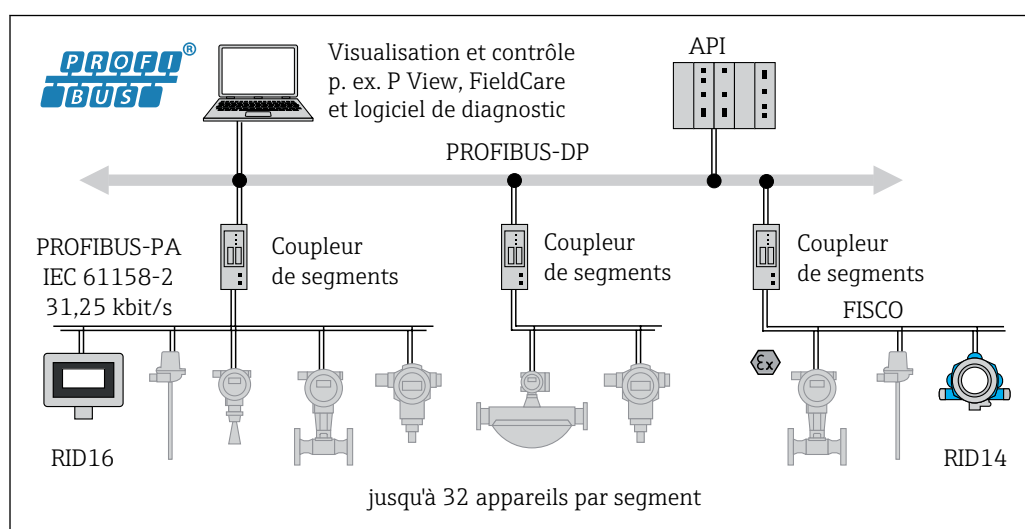 PROFI®
BUS
Visualisation et contrôle
p. ex. P View, FieldCare
et logiciel de diagnostic
API
PROFIBUS-DP
PROFIBUS-PA
IEC 61158-2
31,25 kbit/s
Coupleur
de segments
Coupleur
de segments
Coupleur
de segments
FISCO
Ex
RID16
RID14
jusqu'à 32 appareils par segment